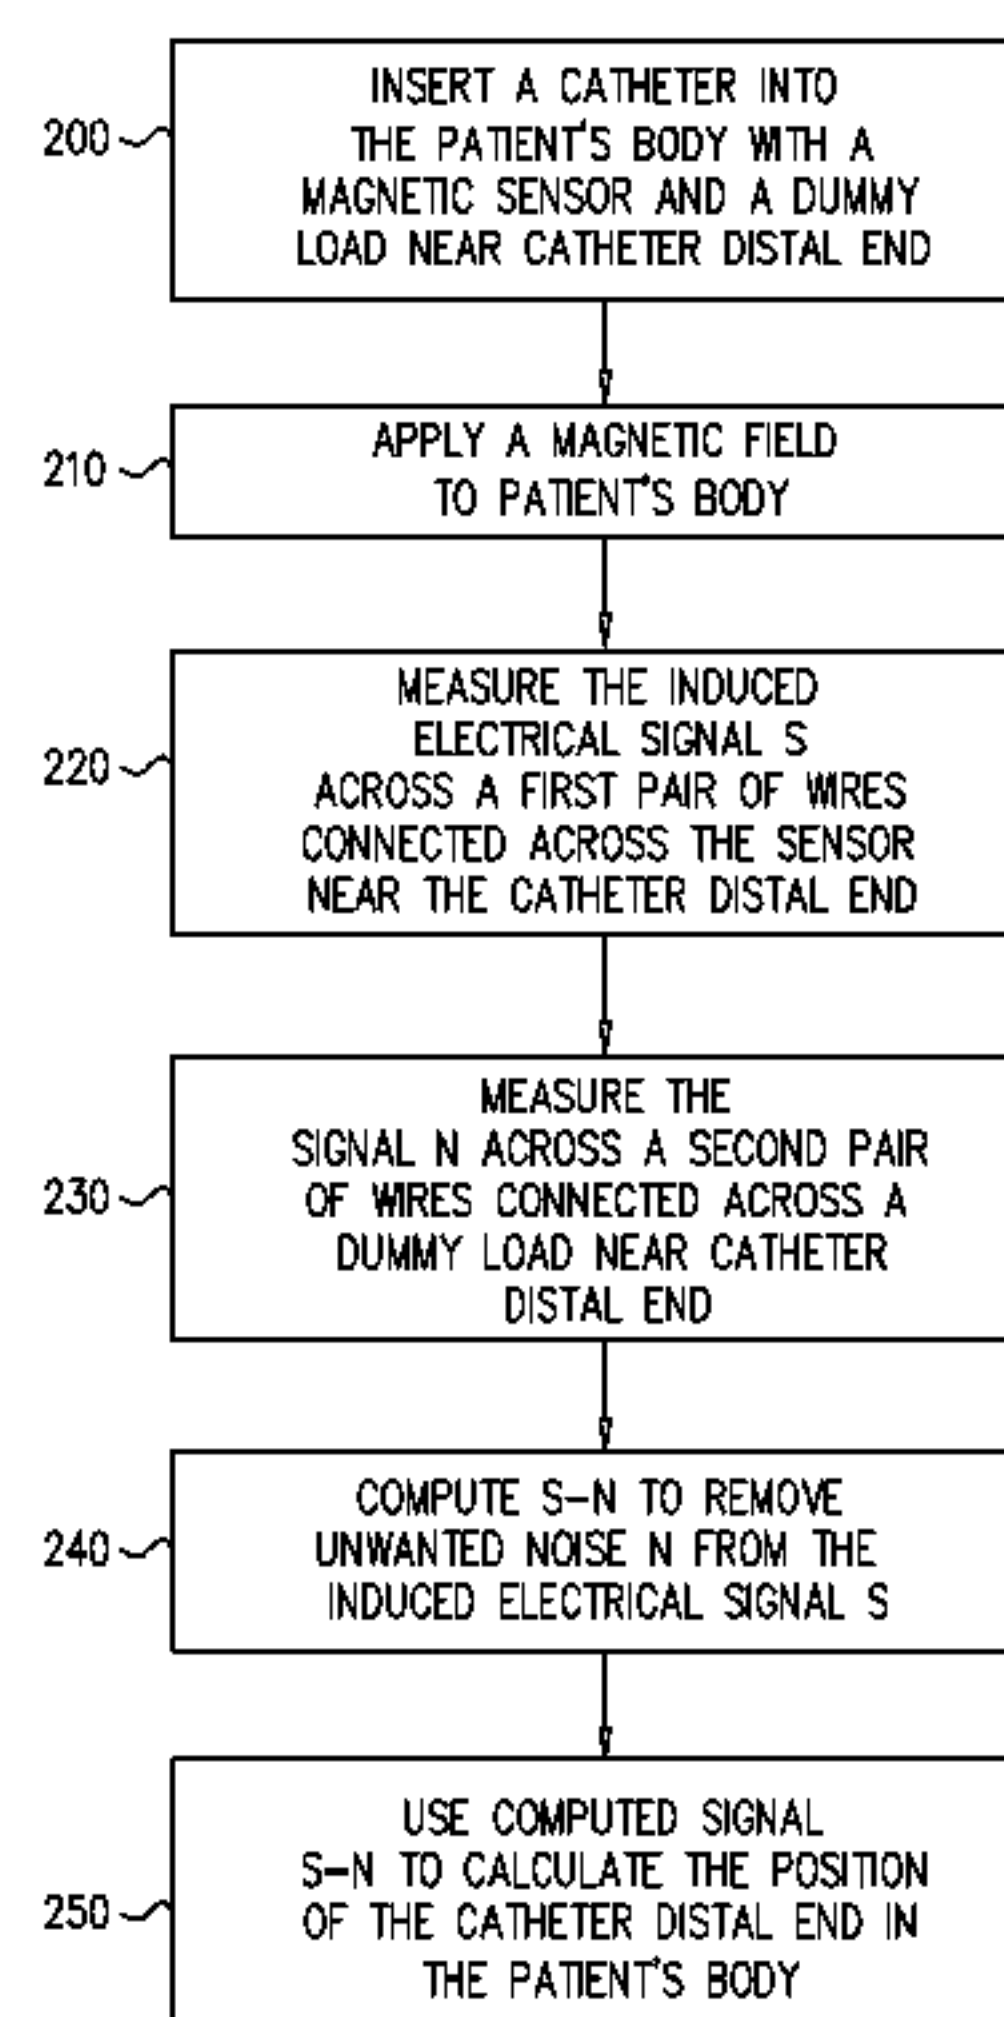 200
INSERT A CATHETER INTO
THE PATIENT'S BODY WITH A
MAGNETIC SENSOR AND A DUMMY
LOAD NEAR CATHETER DISTAL END
210
APPLY A MAGNETIC FIELD
TO PATIENT'S BODY
220
MEASURE THE INDUCED
ELECTRICAL SIGNAL S
ACROSS A FIRST PAIR OF WIRES
CONNECTED ACROSS THE SENSOR
NEAR THE CATHETER DISTAL END
230
MEASURE THE
SIGNAL N ACROSS A SECOND PAIR
OF WIRES CONNECTED ACROSS A
DUMMY LOAD NEAR CATHETER
DISTAL END
240
COMPUTE S-N TO REMOVE
UNWANTED NOISE N FROM THE
INDUCED ELECTRICAL SIGNAL S
250
USE COMPUTED SIGNAL
S-N TO CALCULATE THE POSITION
OF THE CATHETER DISTAL END IN
THE PATIENT'S BODY